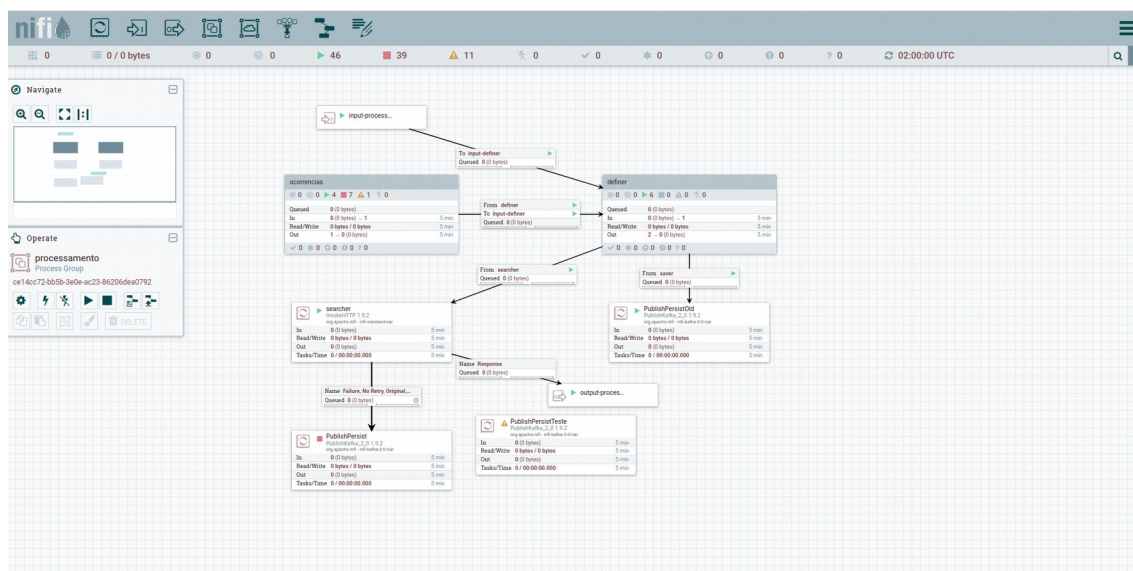 nifi
0
0 / 0 bytes
0
0
46
39
11
0
0
0
0
0
? 0
02:00:00 UTC
Navigate
Operate
processamento
Process Group
ce14cc72-bb5b-3e0e-ac23-86206dea0792
DELETE
input-process...
To input-definer
Queued 0 (0 bytes)
ocorrencias
0 0 4 7 1 0
Queued 0 (0 bytes)
In 0 (0 bytes) → 1 5 min
Read/Write 0 bytes / 0 bytes 5 min
Out 1 → 0 (0 bytes) 5 min
0 0 0 0 ? 0
From definer
To input-definer
Queued 0 (0 bytes)
definer
0 0 6 0 0 0
Queued 0 (0 bytes)
In 0 (0 bytes) → 1 5 min
Read/Write 0 bytes / 0 bytes 5 min
Out 2 → 0 (0 bytes) 5 min
0 0 0 0 ? 0
From searcher
Queued 0 (0 bytes)
From saver
Queued 0 (0 bytes)
searcher
InvokeHTTP 1.9.2
org.apache.nifi - nifi-standard-nar
In 0 (0 bytes) 5 min
Read/Write 0 bytes / 0 bytes 5 min
Out 0 (0 bytes) 5 min
Tasks/Time 0 / 00:00:00.000 5 min
PublishPersistOld
PublishKafka_2_0 1.9.2
org.apache.nifi - nifi-kafka-2-0-nar
In 0 (0 bytes) 5 min
Read/Write 0 bytes / 0 bytes 5 min
Out 0 (0 bytes) 5 min
Tasks/Time 0 / 00:00:00.000 5 min
Name Response
Queued 0 (0 bytes)
Name Failure, No Retry, Original,...
Queued 0 (0 bytes)
output-proces...
PublishPersist
PublishKafka_2_0 1.9.2
org.apache.nifi - nifi-kafka-2-0-nar
In 0 (0 bytes) 5 min
Read/Write 0 bytes / 0 bytes 5 min
Out 0 (0 bytes) 5 min
Tasks/Time 0 / 00:00:00.000 5 min
PublishPersistTeste
PublishKafka_2_0 1.9.2
org.apache.nifi - nifi-kafka-2-0-nar
In 0 (0 bytes) 5 min
Read/Write 0 bytes / 0 bytes 5 min
Out 0 (0 bytes) 5 min
Tasks/Time 0 / 00:00:00.000 5 min